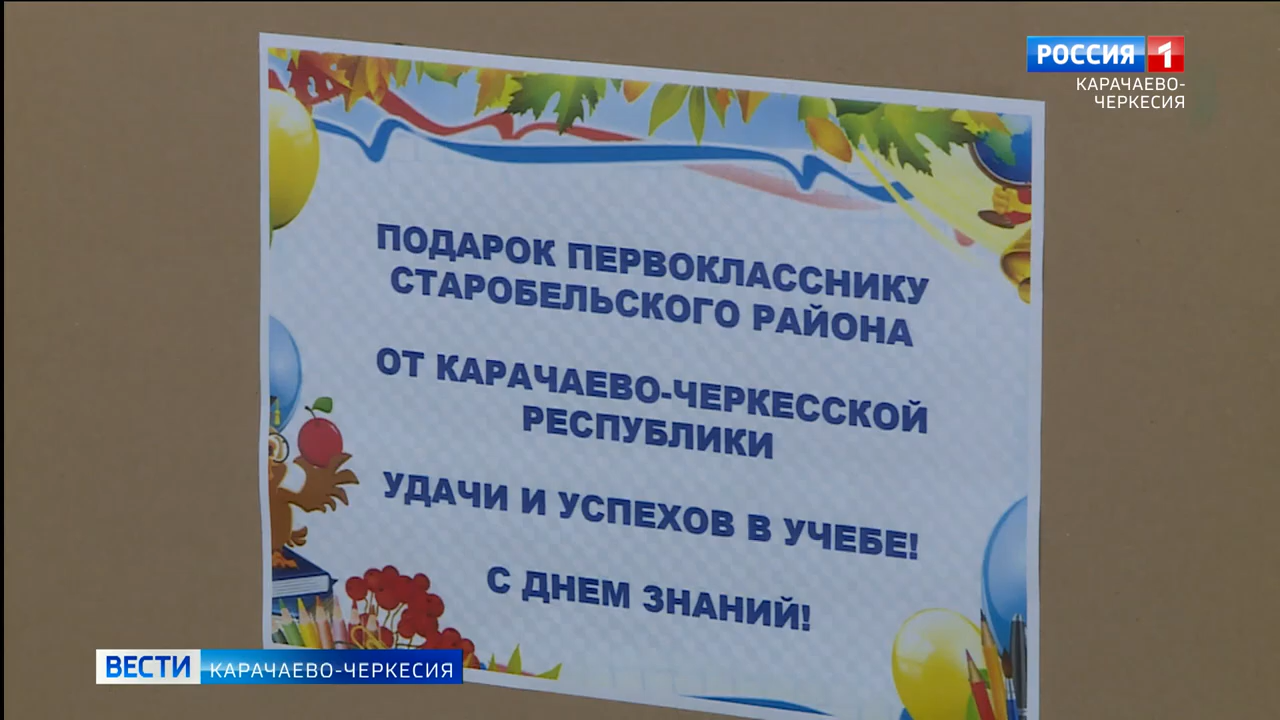 РОССИЯ 1
КАРАЧАЕВО-
ЧЕРКЕСИЯ
ПОДАРОК ПЕРВОКЛАССНИКУ
СТАРОБЕЛЬСКОГО РАЙОНА
ОТ КАРАЧАЕВО-ЧЕРКЕССКОЙ
РЕСПУБЛИКИ
УДАЧИ И УСПЕХОВ В УЧЕБЕ!
С ДНЕМ ЗНАНИЙ!
ВЕСТИ КАРАЧАЕВО-ЧЕРКЕСИЯ